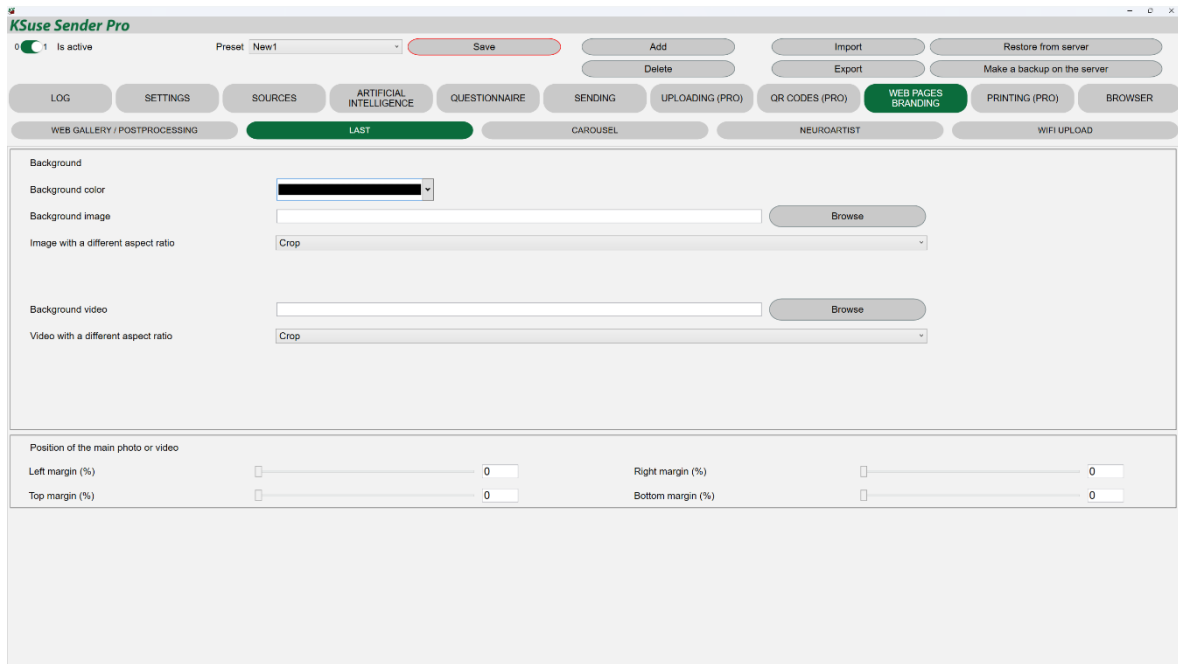 KSuse Sender Pro
0 1 Is active Preset New1 Save Add Import Restore from server
Delete Export Make a backup on the server
LOG SETTINGS SOURCES ARTIFICIAL INTELLIGENCE QUESTIONNAIRE SENDING UPLOADING (PRO) QR CODES (PRO) WEB PAGES BRANDING PRINTING (PRO) BROWSER
WEB GALLERY / POSTPROCESSING LAST CAROUSEL NEUROARTIST WIFI UPLOAD
Background
Background color
Background image Browse
Image with a different aspect ratio Crop
Background video Browse
Video with a different aspect ratio Crop
Position of the main photo or video
Left margin (%) 0 Right margin (%) 0
Top margin (%) 0 Bottom margin (%) 0